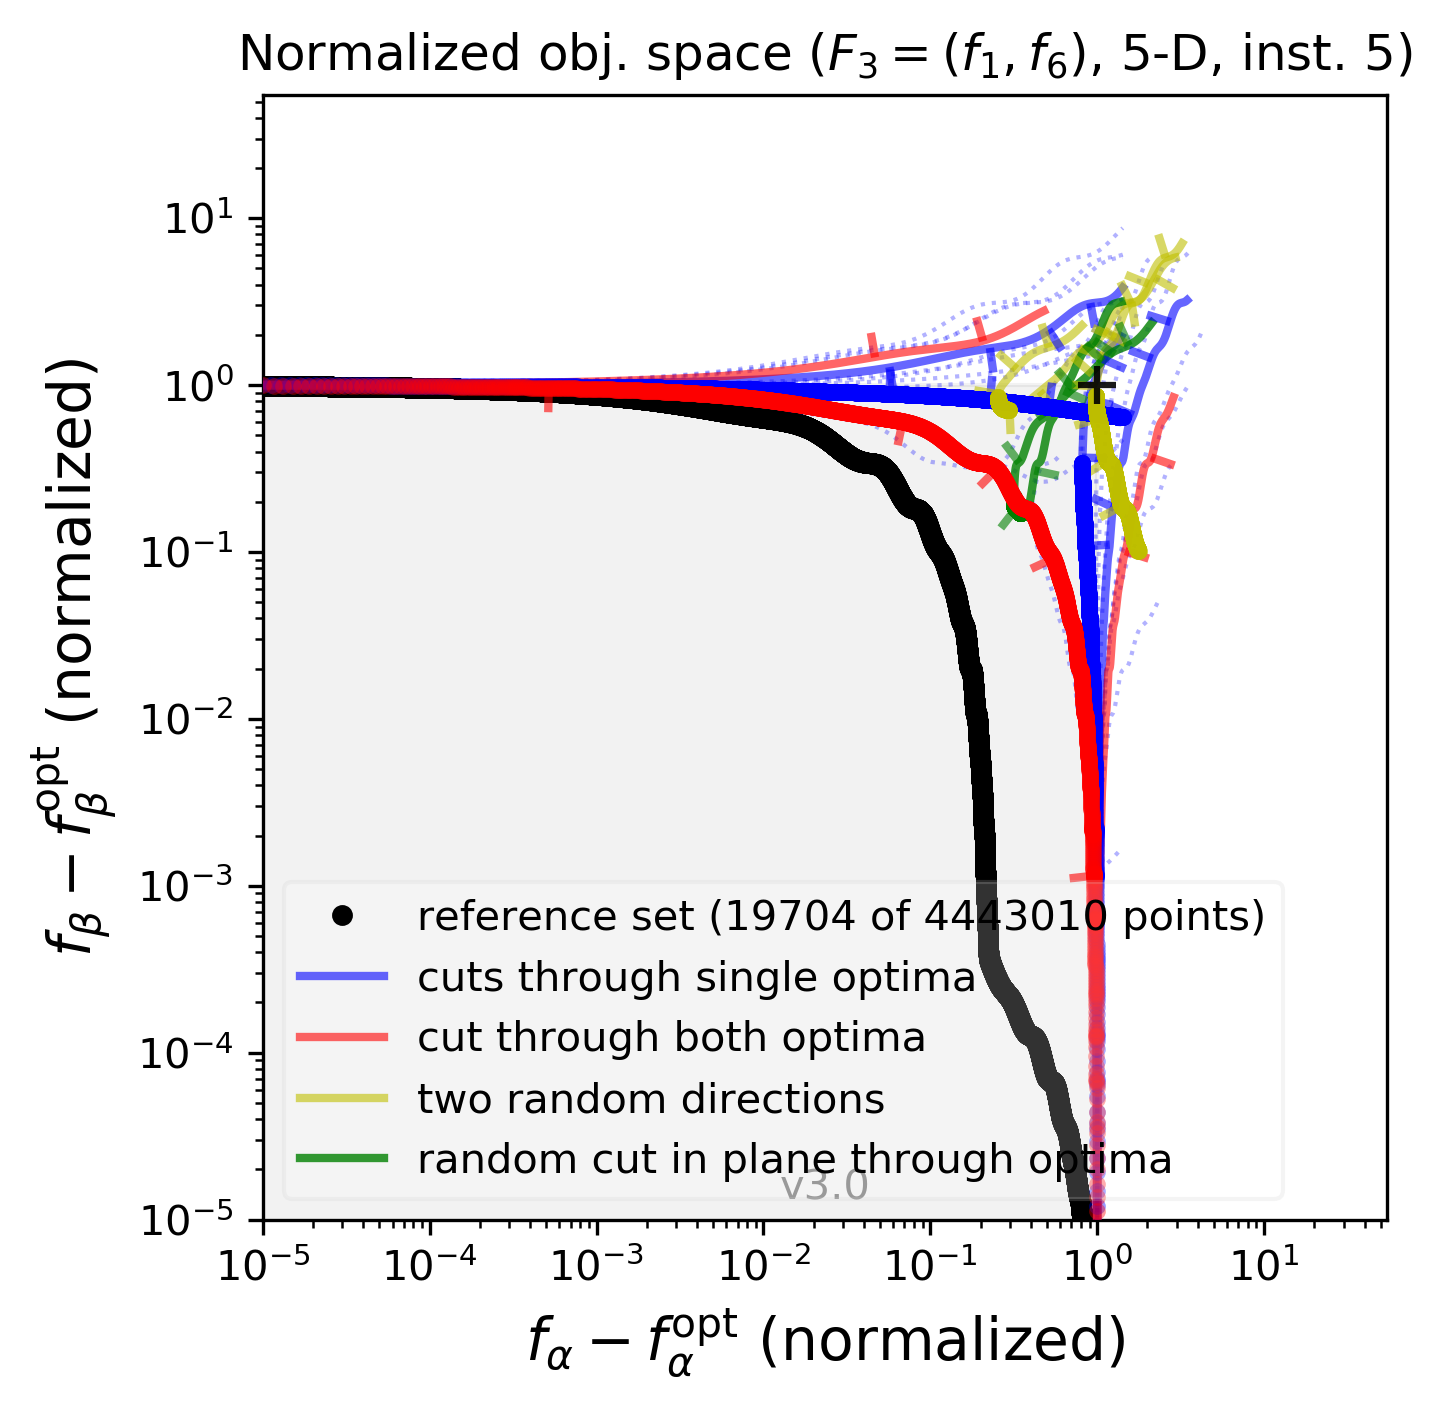 Normalized obj. space (F₃ = (f₁, f₆), 5-D, inst. 5)
f_β − f_β^opt (normalized)
10¹
10⁰
10⁻¹
10⁻²
10⁻³
10⁻⁴
10⁻⁵
reference set (19704 of 4443010 points)
cuts through single optima
cut through both optima
two random directions
random cut in plane through optima
v3.0
10⁻⁵ 10⁻⁴ 10⁻³ 10⁻² 10⁻¹ 10⁰ 10¹
f_α − f_α^opt (normalized)